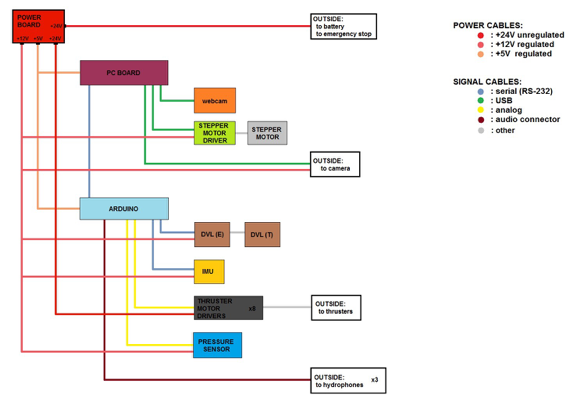 POWER
BOARD
+24V
+12V +5V +24V
OUTSIDE:
to battery
to emergency stop
POWER CABLES:
: +24V unregulated
: +12V regulated
: +5V regulated
SIGNAL CABLES:
: serial (RS-232)
: USB
: analog
: audio connector
: other
PC BOARD
webcam
STEPPER
MOTOR
DRIVER
STEPPER
MOTOR
OUTSIDE:
to camera
ARDUINO
DVL (E)
DVL (T)
IMU
THRUSTER
MOTOR
DRIVERS
x8
OUTSIDE:
to thrusters
PRESSURE
SENSOR
OUTSIDE:
to hydrophones x3